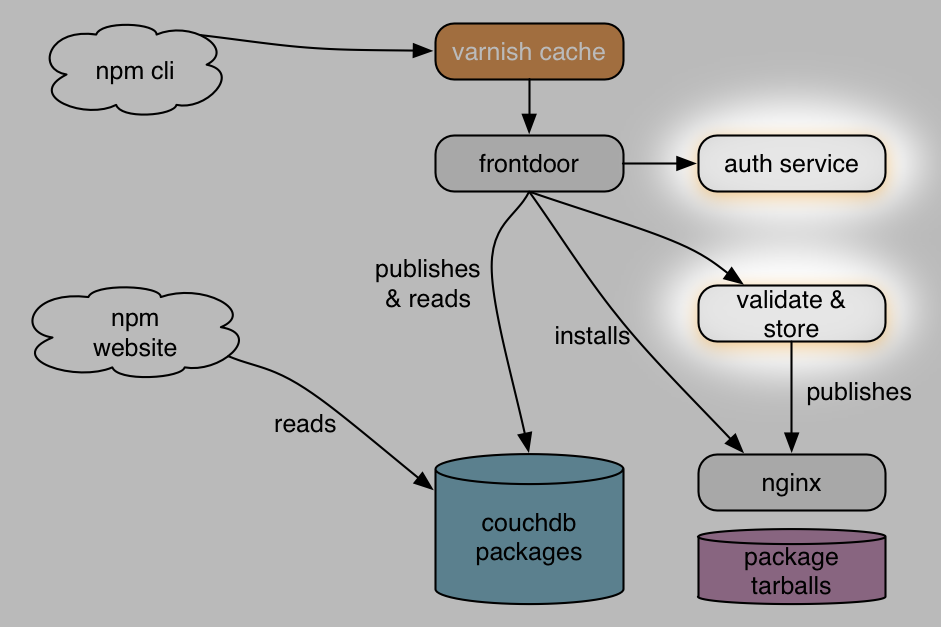 npm cli
varnish cache
frontdoor
auth service
publishes
& reads
validate &
store
installs
npm
website
publishes
reads
nginx
couchdb
packages
package
tarballs